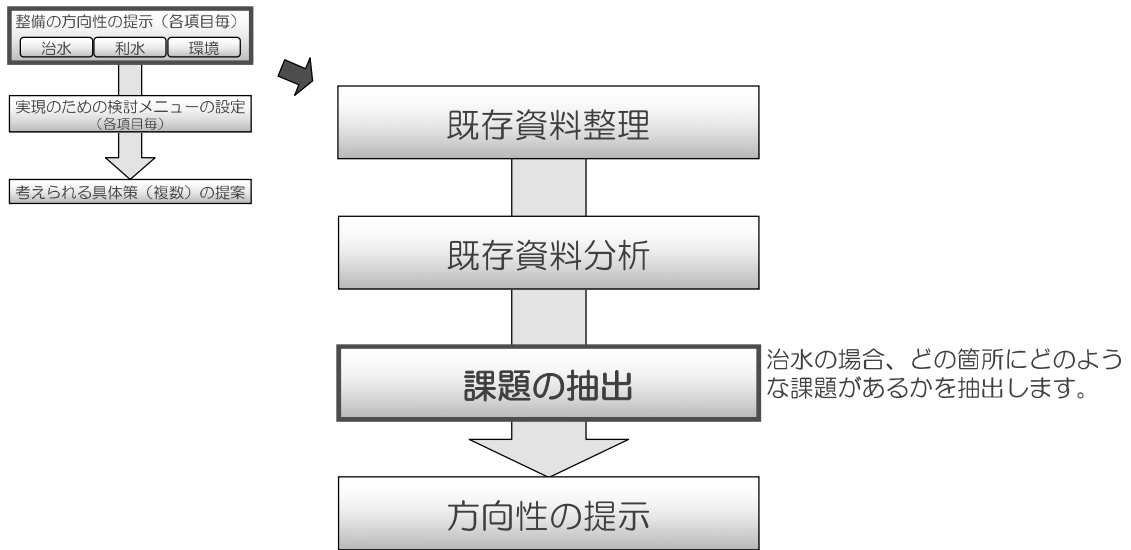 整備の方向性の提示（各項目毎）
治水 利水 環境
実現のための検討メニューの設定
（各項目毎）
考えられる具体策（複数）の提案
既存資料整理
既存資料分析
課題の抽出
治水の場合、どの箇所にどのよう
な課題があるかを抽出します。
方向性の提示